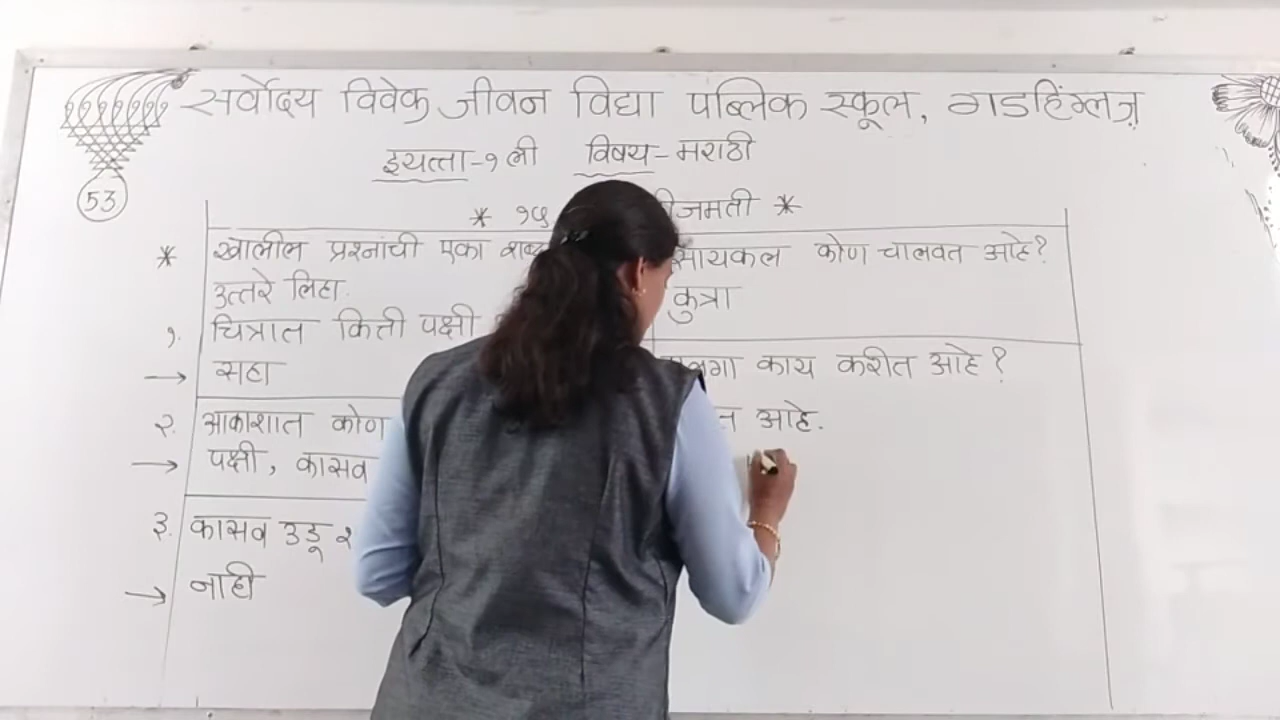 सर्वोदय विवेक जीवन विद्या पब्लिक स्कूल, गडहिंग्लज
53
इयत्ता-१ली विषय-मराठी
* १५ जमती *
* खालील प्रश्नांची एका
उत्तरे लिहा.
१. चित्रात किती पक्षी
→ सहा
२. आकाशात कोण
→ पक्षी, कासव
३. कासव उडू
→ नाही
सायकल कोण चालवत आहे?
कुत्रा
काय करीत आहे?
आहे.